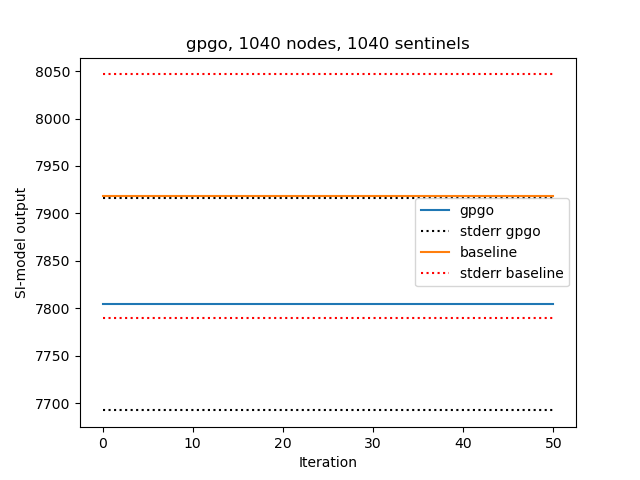 gpgo, 1040 nodes, 1040 sentinels
SI-model output
8050
8000
7950
7900
7850
7800
7750
7700
gpgo
stderr gpgo
baseline
stderr baseline
0 10 20 30 40 50
Iteration